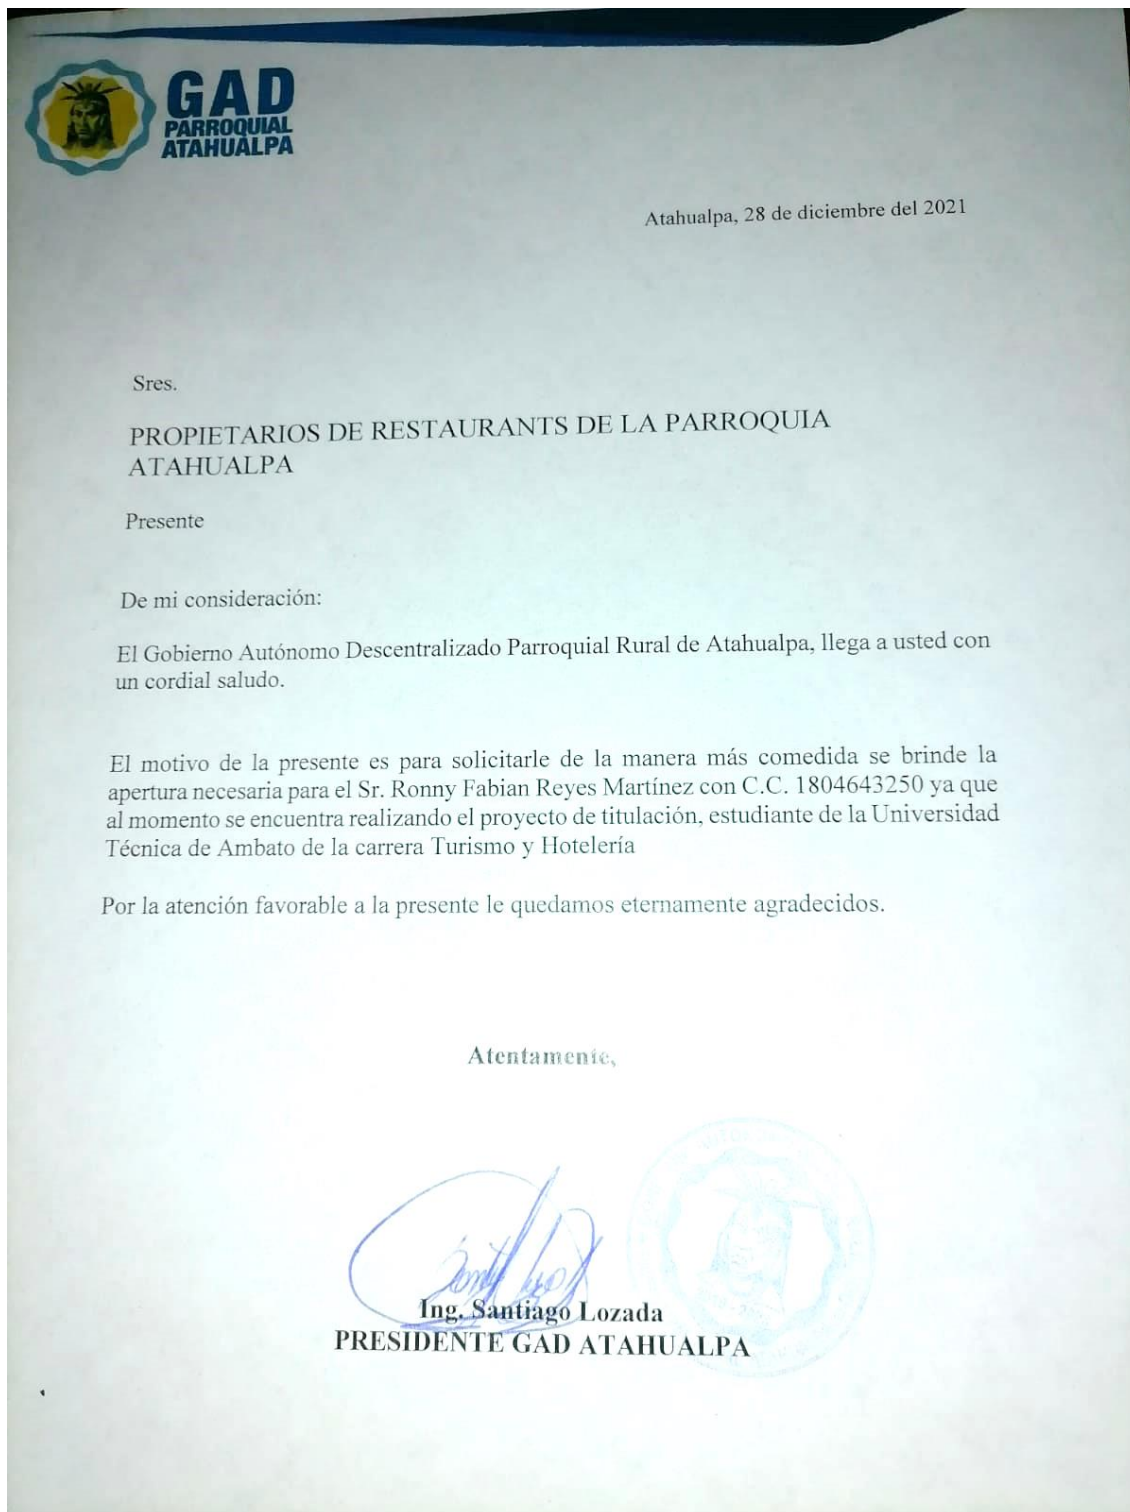 GAD
PARROQUIAL
ATAHUALPA
Atahualpa, 28 de diciembre del 2021
Sres.
PROPIETARIOS DE RESTAURANTS DE LA PARROQUIA
ATAHUALPA
Presente
De mi consideración:
El Gobierno Autónomo Descentralizado Parroquial Rural de Atahualpa, llega a usted con
un cordial saludo.
El motivo de la presente es para solicitarle de la manera más comedida se brinde la
apertura necesaria para el Sr. Ronny Fabian Reyes Martínez con C.C. 1804643250 ya que
al momento se encuentra realizando el proyecto de titulación, estudiante de la Universidad
Técnica de Ambato de la carrera Turismo y Hotelería
Por la atención favorable a la presente le quedamos eternamente agradecidos.
Atentamente,
Ing. Santiago Lozada
PRESIDENTE GAD ATAHUALPA